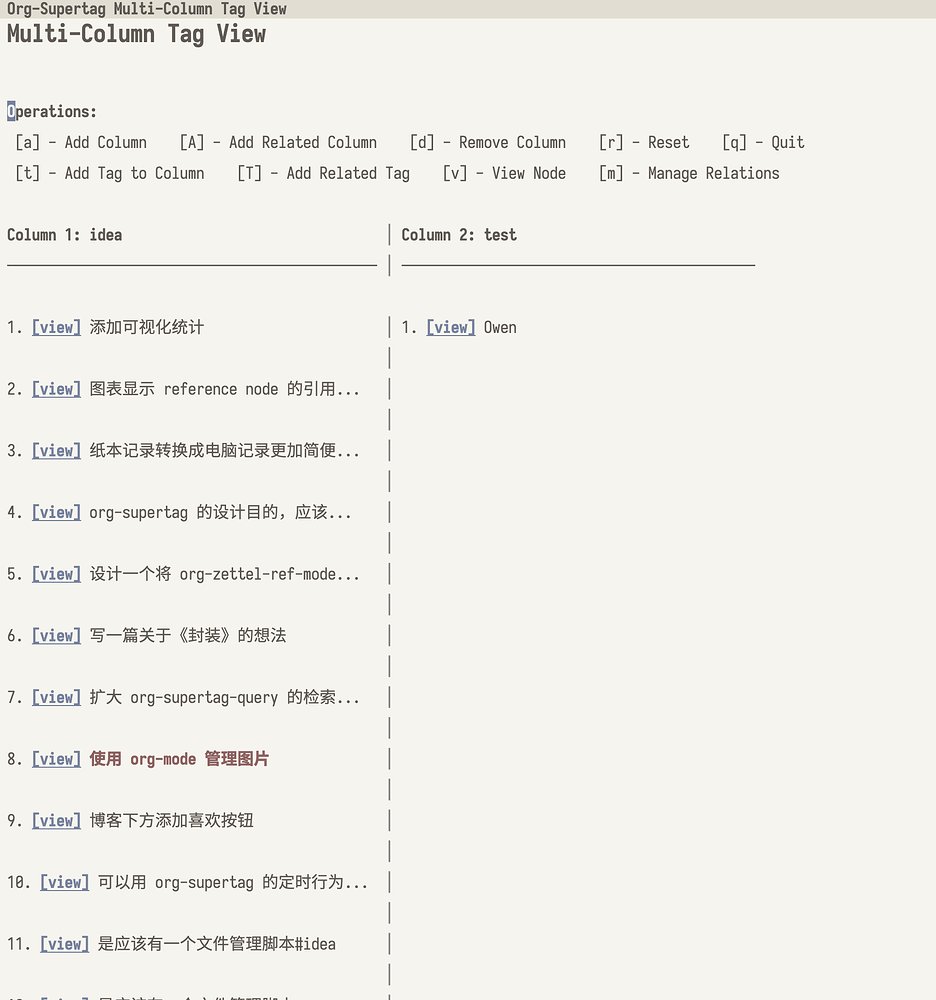 Org-Supertag Multi-Column Tag View
Multi-Column Tag View
Operations:
[a] - Add Column    [A] - Add Related Column    [d] - Remove Column    [r] - Reset    [q] - Quit
[t] - Add Tag to Column    [T] - Add Related Tag    [v] - View Node    [m] - Manage Relations
Column 1: idea | Column 2: test
1. [view] 添加可视化统计 | 1. [view] Owen
2. [view] 图表显示 reference node 的引用...
3. [view] 纸本记录转换成电脑记录更加简便...
4. [view] org-supertag 的设计目的，应该...
5. [view] 设计一个将 org-zettel-ref-mode...
6. [view] 写一篇关于《封装》的想法
7. [view] 扩大 org-supertag-query 的检索...
8. [view] 使用 org-mode 管理图片
9. [view] 博客下方添加喜欢按钮
10. [view] 可以用 org-supertag 的定时行为...
11. [view] 是应该有一个文件管理脚本#idea